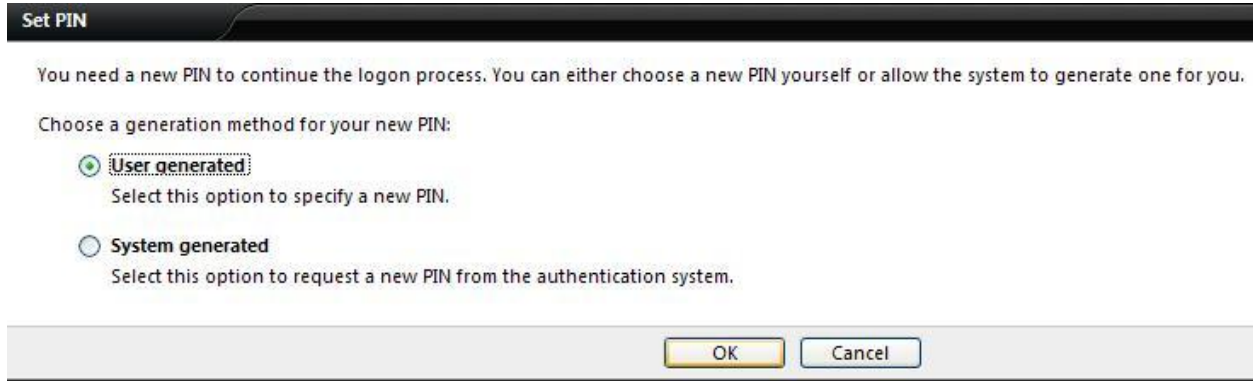 Set PIN
You need a new PIN to continue the logon process. You can either choose a new PIN yourself or allow the system to generate one for you.
Choose a generation method for your new PIN:
User generated
Select this option to specify a new PIN.
System generated
Select this option to request a new PIN from the authentication system.
OK Cancel